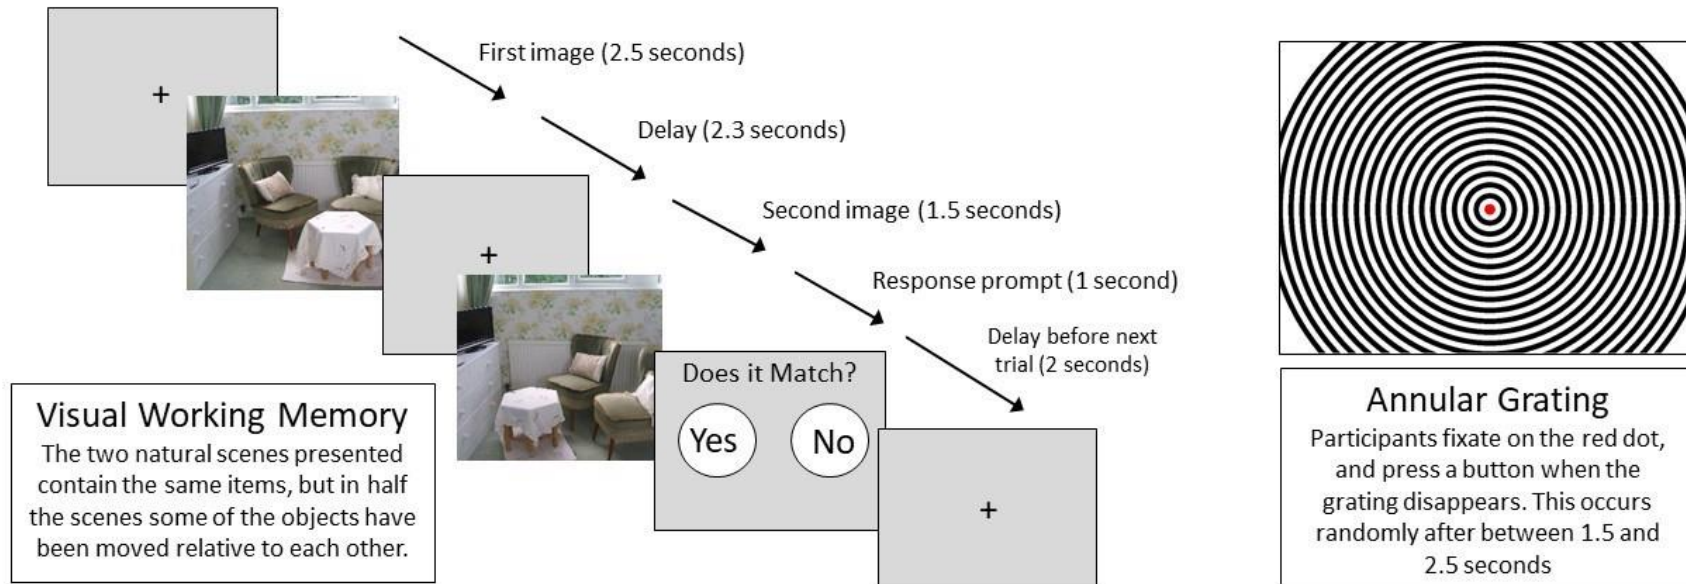 +
First image (2.5 seconds)
Delay (2.3 seconds)
+
Second image (1.5 seconds)
Response prompt (1 second)
Delay before next
trial (2 seconds)
Does it Match?
Yes No
+
Visual Working Memory
The two natural scenes presented
contain the same items, but in half
the scenes some of the objects have
been moved relative to each other.
Annular Grating
Participants fixate on the red dot,
and press a button when the
grating disappears. This occurs
randomly after between 1.5 and
2.5 seconds